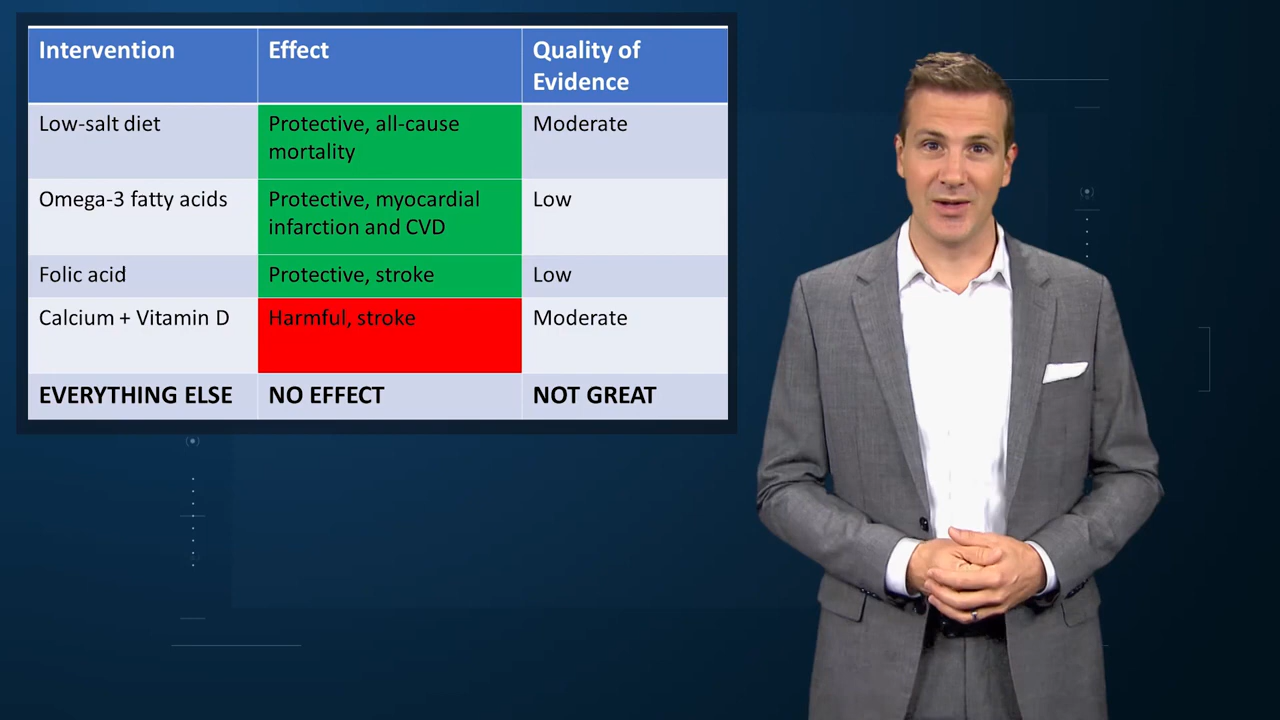 Intervention Effect Quality of
Evidence
Low-salt diet Protective, all-cause Moderate
mortality
Omega-3 fatty acids Protective, myocardial Low
infarction and CVD
Folic acid Protective, stroke Low
Calcium + Vitamin D Harmful, stroke Moderate
EVERYTHING ELSE NO EFFECT NOT GREAT